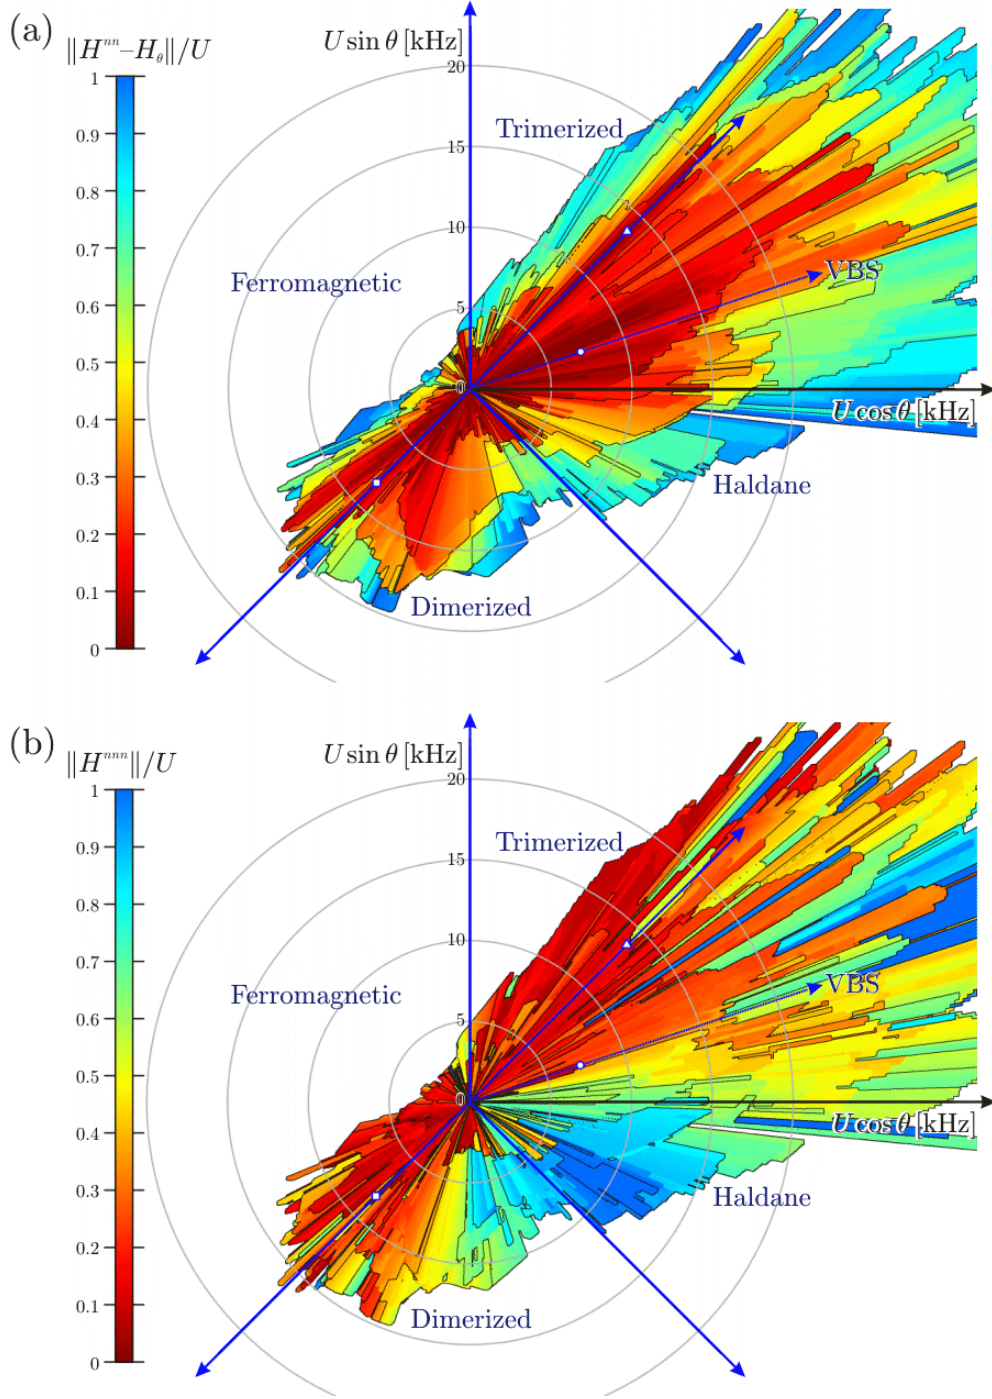 (a)
‖Hⁿⁿ–H_θ‖/U
U sin θ [kHz]
1
0.9
0.8
0.7
0.6
0.5
0.4
0.3
0.2
0.1
0
20
15
10
5
0
Trimerized
Ferromagnetic
VBS
U cos θ [kHz]
Haldane
Dimerized
(b)
‖Hⁿⁿⁿ‖/U
U sin θ [kHz]
1
0.9
0.8
0.7
0.6
0.5
0.4
0.3
0.2
0.1
0
20
15
10
5
0
Trimerized
Ferromagnetic
VBS
U cos θ [kHz]
Haldane
Dimerized